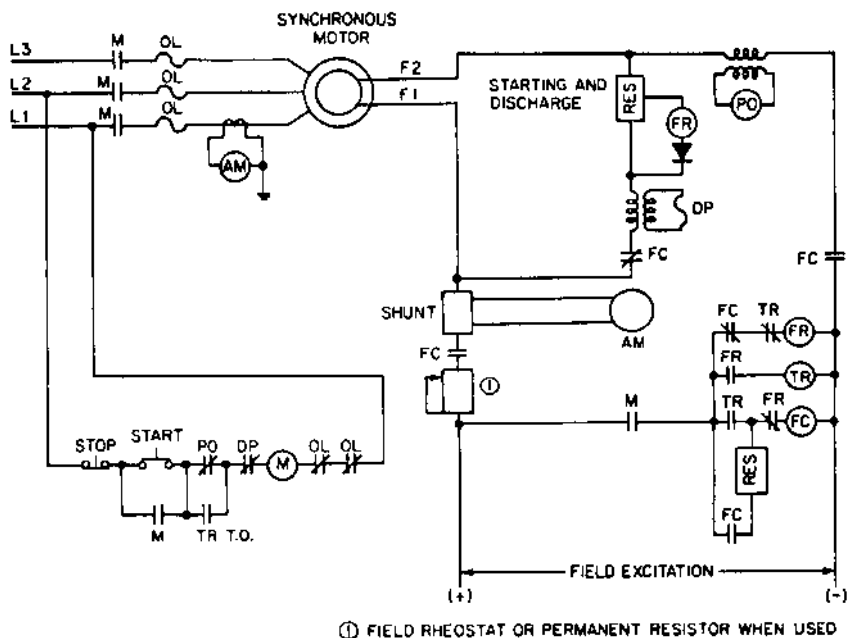 SYNCHRONOUS
MOTOR
L3
M
OL
L2
M
OL
L1
M
OL
AM
F2
F1
STARTING AND
DISCHARGE
RES
FR
PO
DP
FC
FC
SHUNT
AM
FC
①
FC
TR
FR
FR
TR
M
TR
FR
FC
RES
FC
STOP
START
PO
DP
M
OL
OL
M
TR T.O.
FIELD EXCITATION
(+)
(-)
① FIELD RHEOSTAT OR PERMANENT RESISTOR WHEN USED